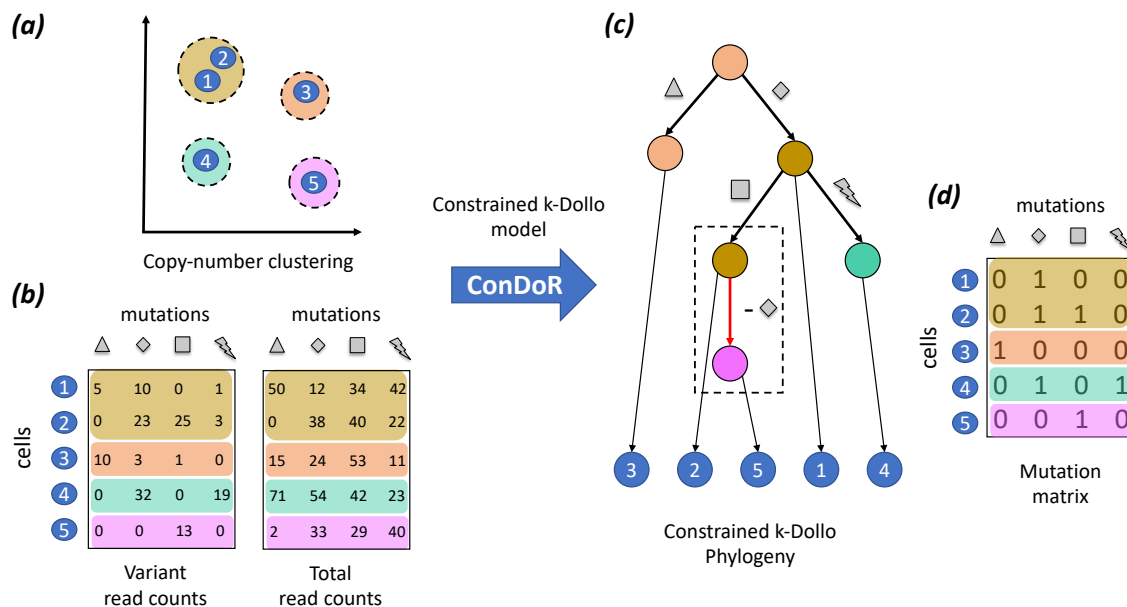 (a)
2
1
3
4
5
Copy-number clustering
(b)
mutations
cells
1 5 10 0 1 50 12 34 42
2 0 23 25 3 0 38 40 22
3 10 3 1 0 15 24 53 11
4 0 32 0 19 71 54 42 23
5 0 0 13 0 2 33 29 40
Variant
read counts
Total
read counts
Constrained k-Dollo
model
ConDoR
(c)
-
3 2 5 1 4
Constrained k-Dollo
Phylogeny
(d)
mutations
cells
1 0 1 0 0
2 0 1 1 0
3 1 0 0 0
4 0 1 0 1
5 0 0 1 0
Mutation
matrix